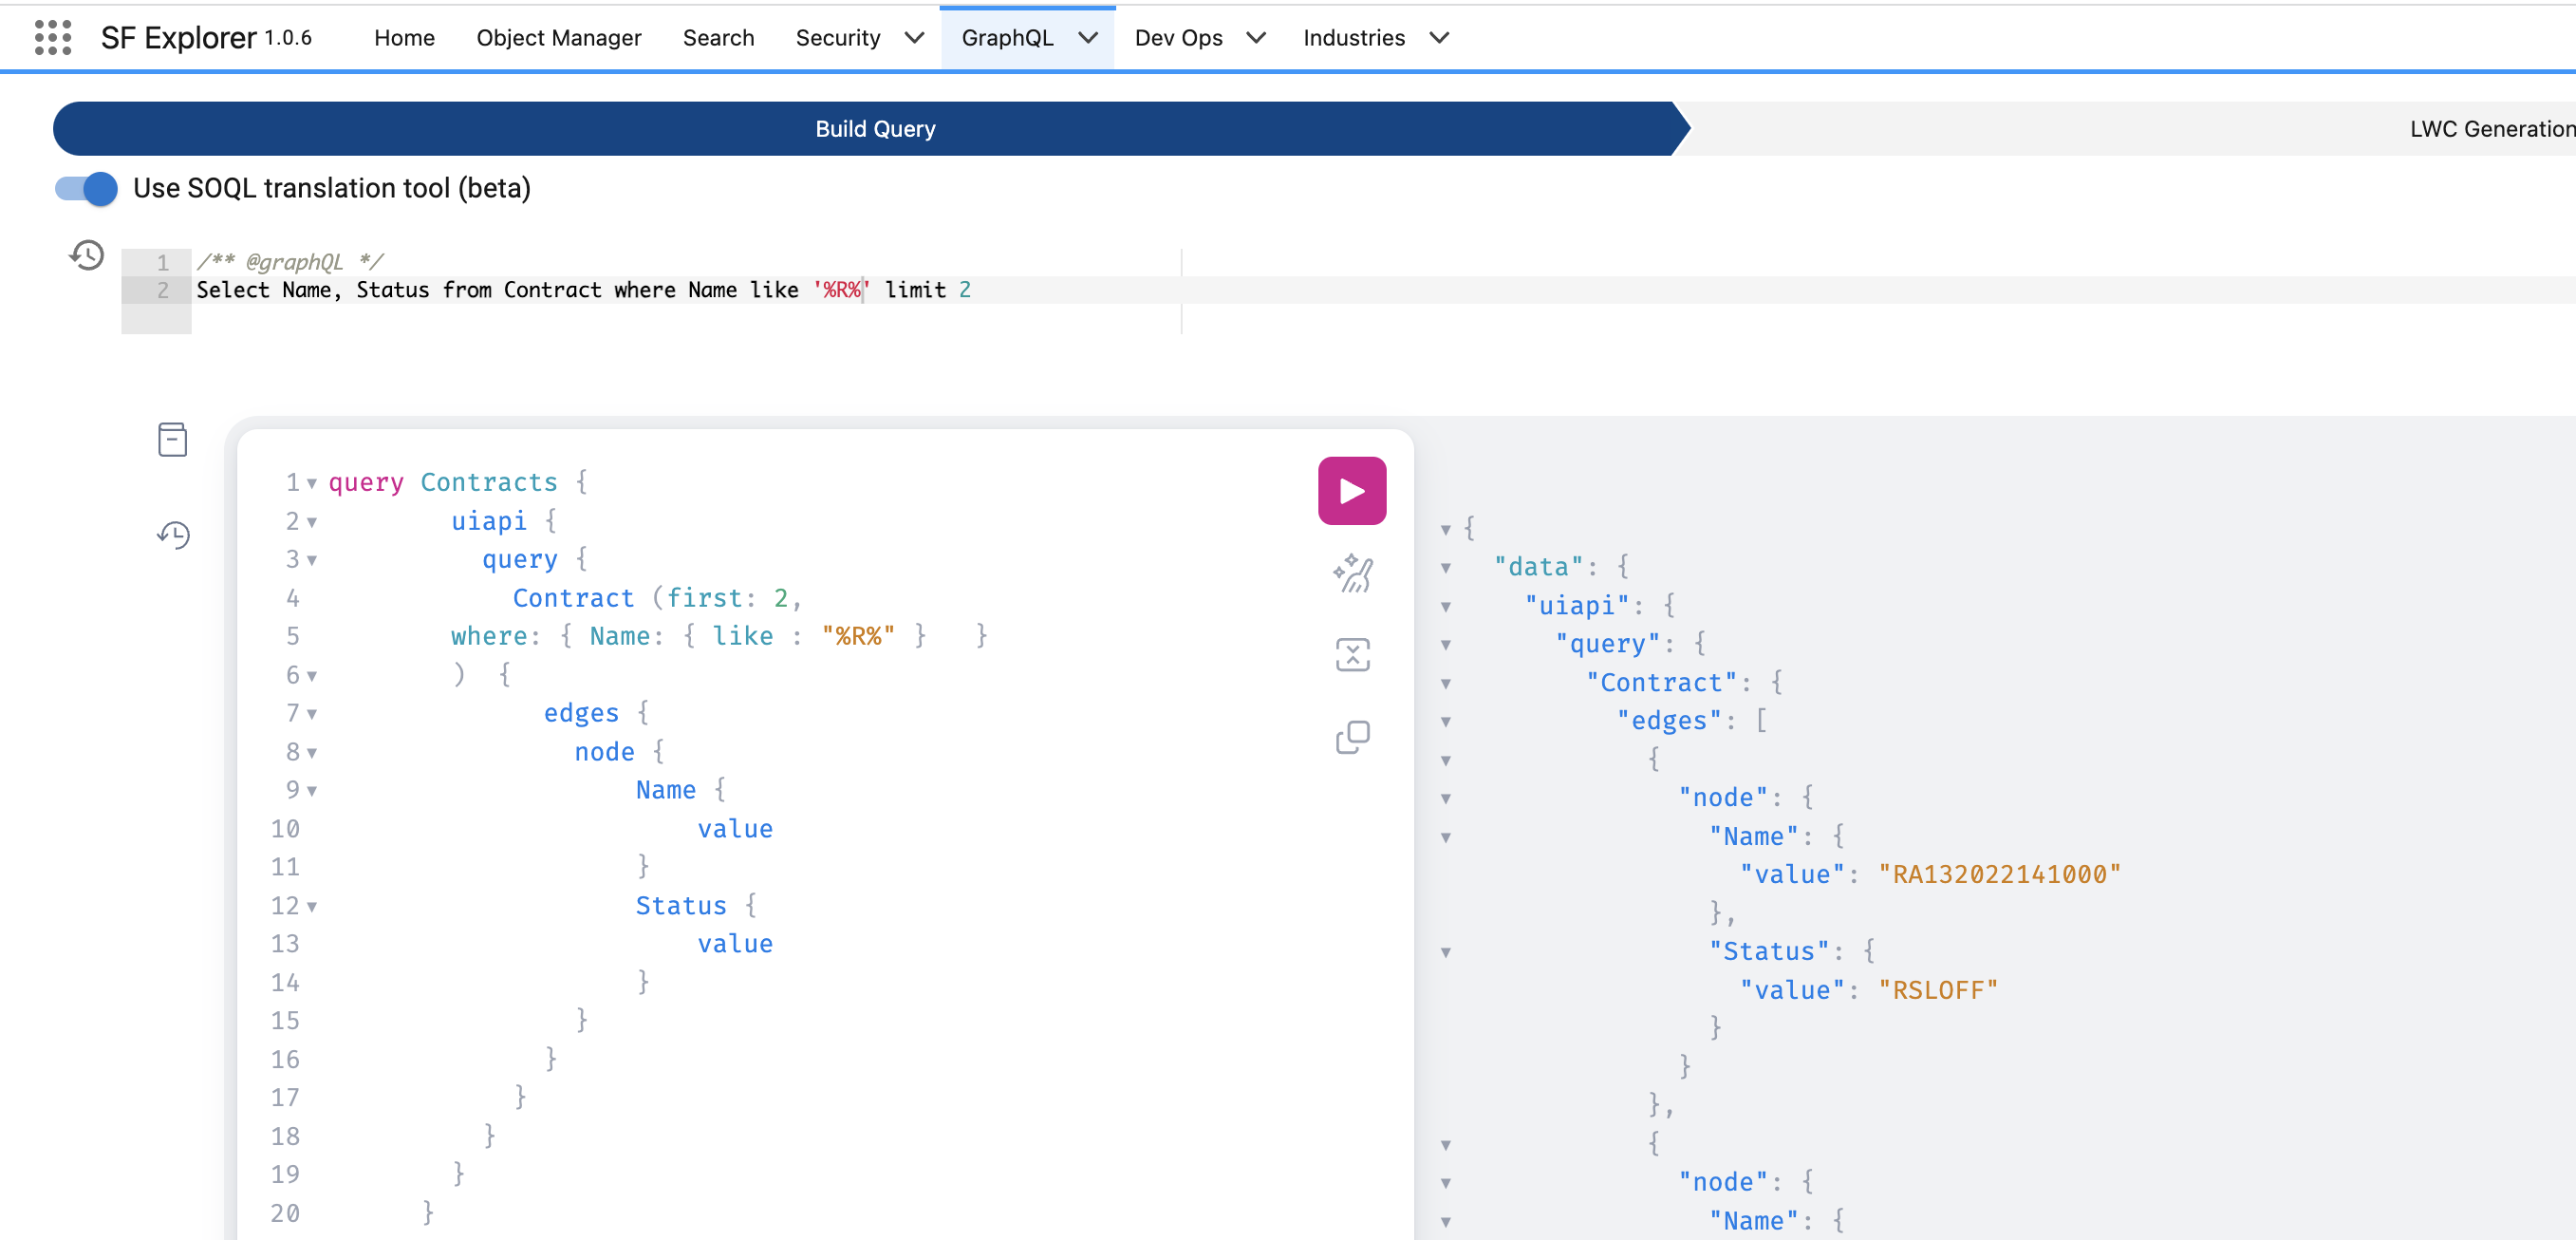 SF Explorer 1.0.6 Home Object Manager Search Security GraphQL Dev Ops Industries
Build Query
LWC Generation
Use SOQL translation tool (beta)
1 /** @graphQL */
2 Select Name, Status from Contract where Name like '%R%' limit 2
1 query Contracts {
2 uiapi {
3 query {
4 Contract (first: 2,
5 where: { Name: { like : "%R%" } }
6 ) {
7 edges {
8 node {
9 Name {
10 value
11 }
12 Status {
13 value
14 }
15 }
16 }
17 }
18 }
19 }
20 }
{
"data": {
"uiapi": {
"query": {
"Contract": {
"edges": [
{
"node": {
"Name": {
"value": "RA132022141000"
},
"Status": {
"value": "RSLOFF"
}
}
},
{
"node": {
"Name": {